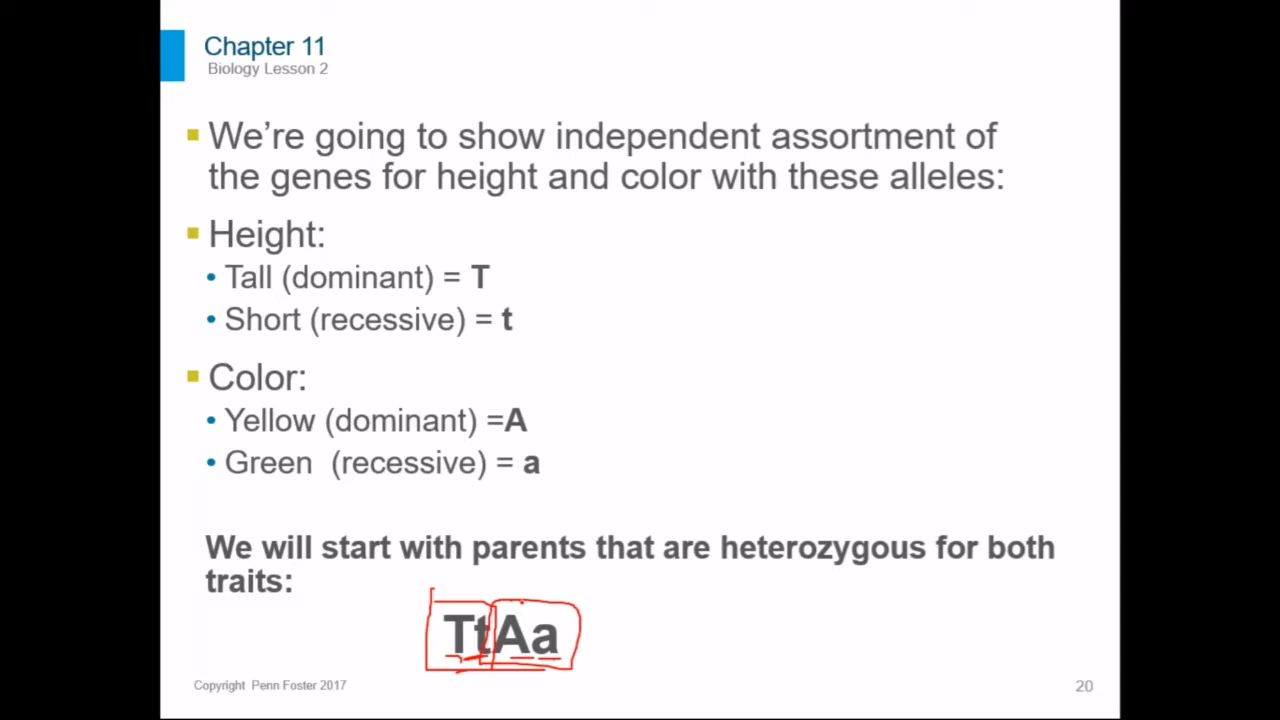 Chapter 11
Biology Lesson 2
We’re going to show independent assortment of
the genes for height and color with these alleles:
Height:
Tall (dominant) = T
Short (recessive) = t
Color:
Yellow (dominant) =A
Green (recessive) = a
We will start with parents that are heterozygous for both
traits:
TtAa
Copyright Penn Foster 2017
20